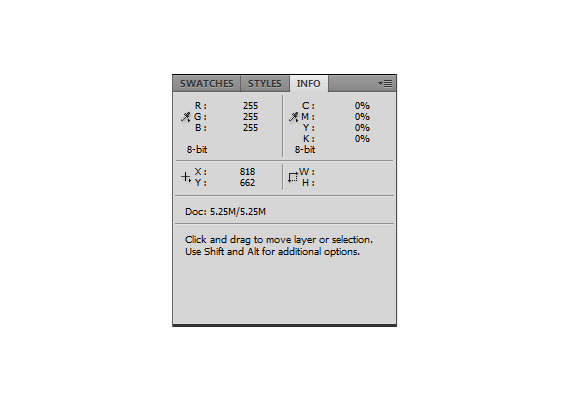 SWATCHES STYLES INFO
R : 255 C : 0%
G : 255 M : 0%
B : 255 Y : 0%
K : 0%
8-bit 8-bit
X : 818 W :
Y : 662 H :
Doc: 5.25M/5.25M
Click and drag to move layer or selection.
Use Shift and Alt for additional options.